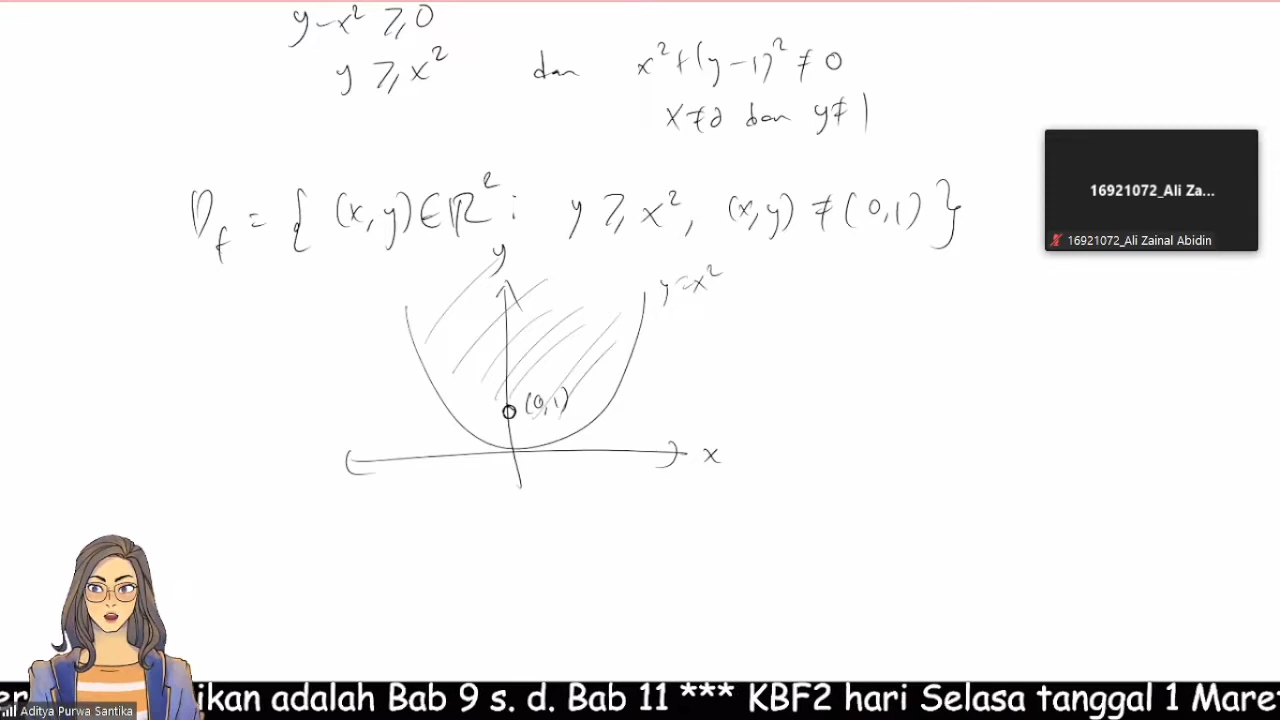 y-x² ⩾ 0
y ⩾ x² dan x²+(y-1)² ≠ 0
x≠0 dan y≠1
D_f = { (x,y)∈ℝ² : y ⩾ x², (x,y) ≠ (0,1) }
y
y=x²
(0,1)
x
16921072_Ali Za...
16921072_Ali Zainal Abidin
ikan adalah Bab 9 s. d. Bab 11 *** KBF2 hari Selasa tanggal 1 Mare
Aditya Purwa Santika